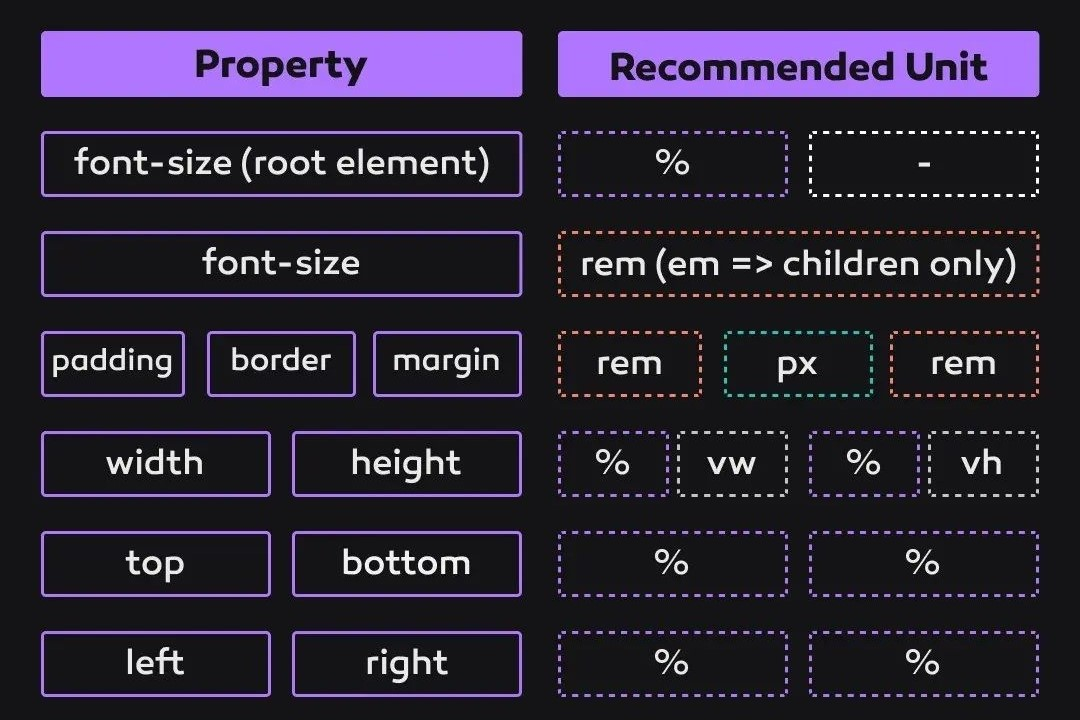 Property Recommended Unit
font-size (root element) % -
font-size rem (em => children only)
padding border margin rem px rem
width height % vw % vh
top bottom % %
left right % %